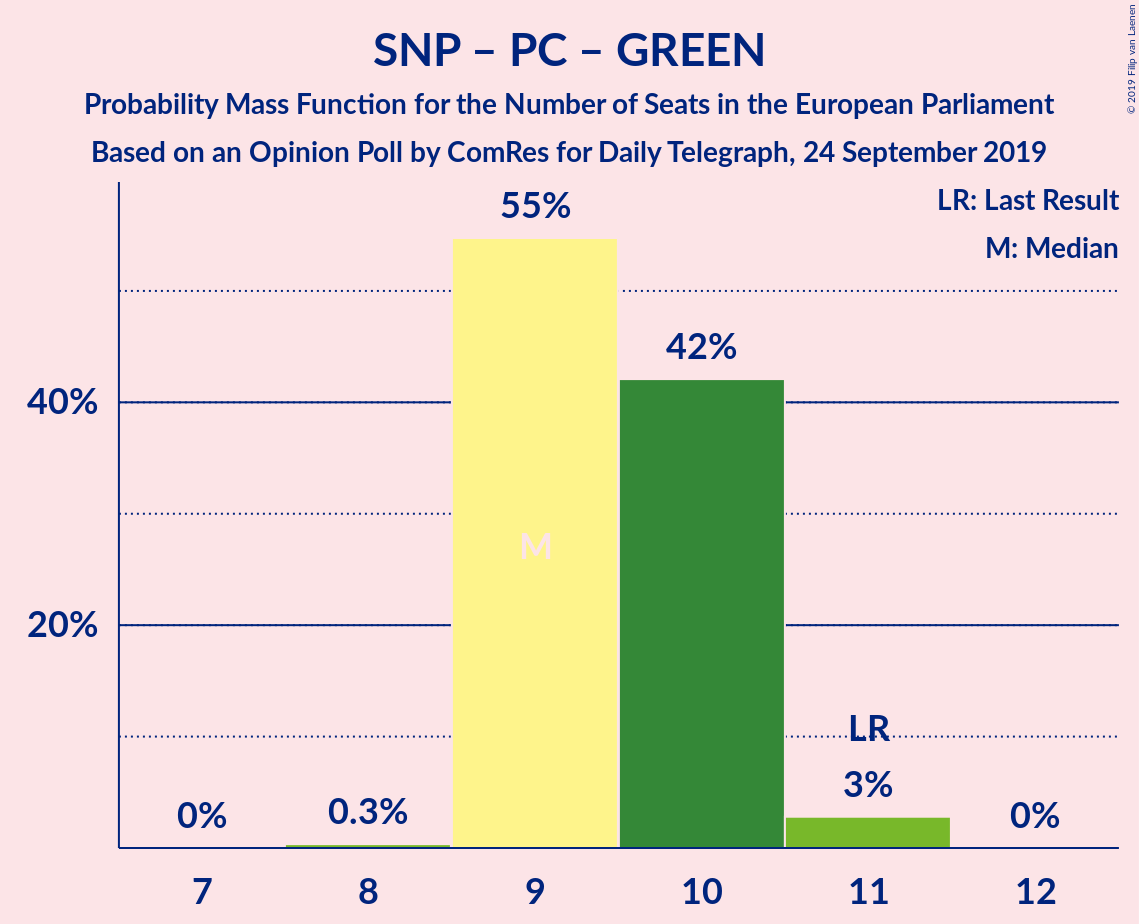 SNP – PC – GREEN
Probability Mass Function for the Number of Seats in the European Parliament
Based on an Opinion Poll by ComRes for Daily Telegraph, 24 September 2019
© 2019 Filip van Laenen
LR: Last Result
M: Median
55%
42%
40%
M
20%
LR
3%
0%
0.3%
0%
7
8
9
10
11
12